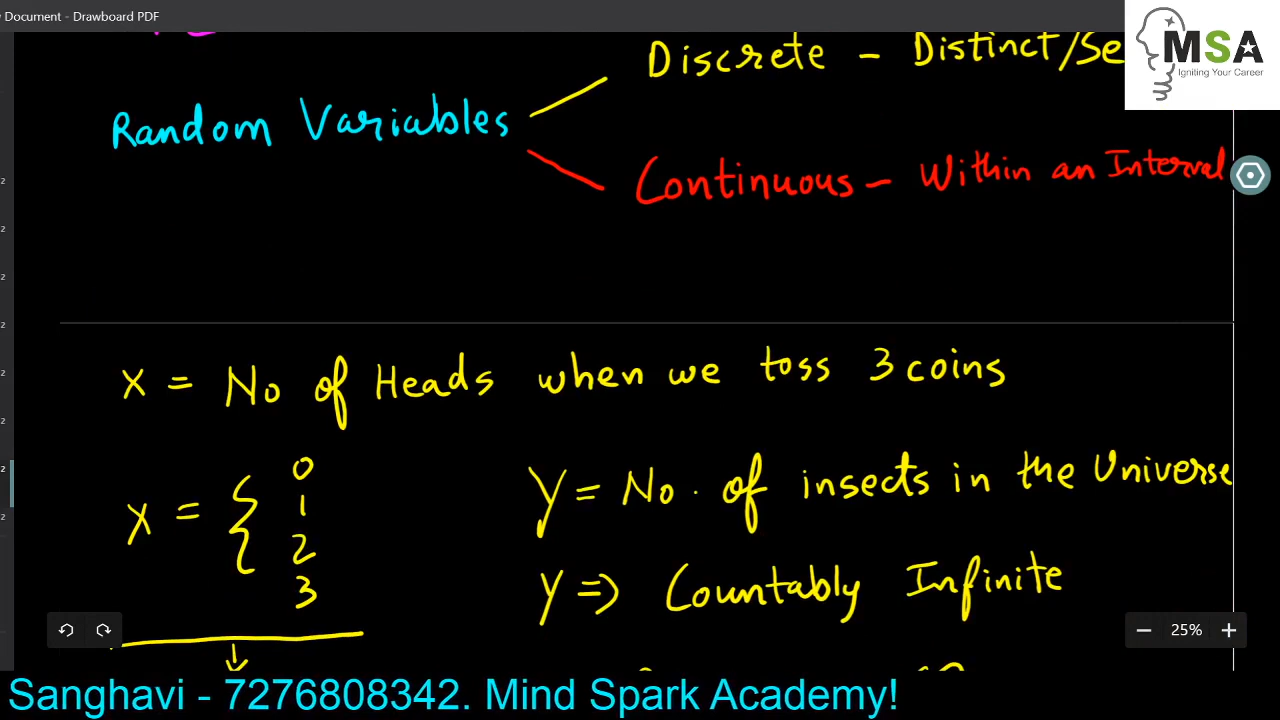 y Document - Drawboard PDF
MSA
Igniting Your Career
Discrete - Distinct/Se
Random Variables
Continuous - Within an Interval
X = No of Heads when we toss 3 coins
X = { 0
1
2
3
Y = No. of insects in the Universe
Y => Countably Infinite
25%
Sanghavi - 7276808342. Mind Spark Academy!